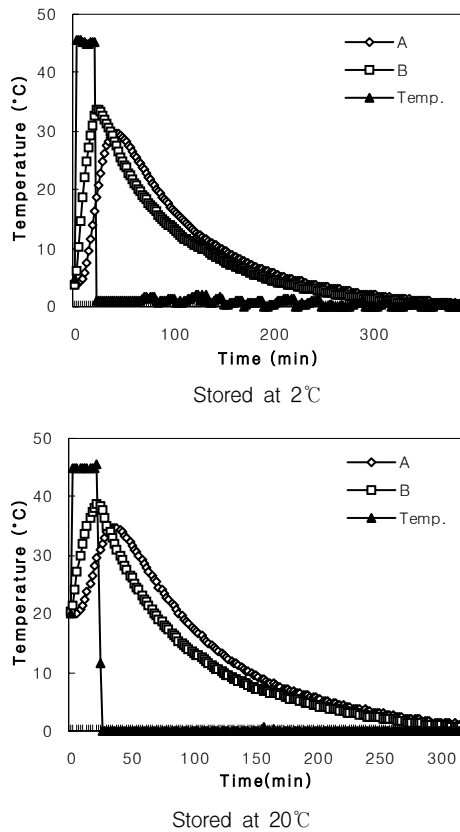 50
40
30
20
10
0
Temperature (°C)
A
B
Temp.
0 100 200 300
Time (min)
Stored at 2℃
50
40
30
20
10
0
Temperature (°C)
A
B
Temp.
0 50 100 150 200 250 300
Time(min)
Stored at 20℃